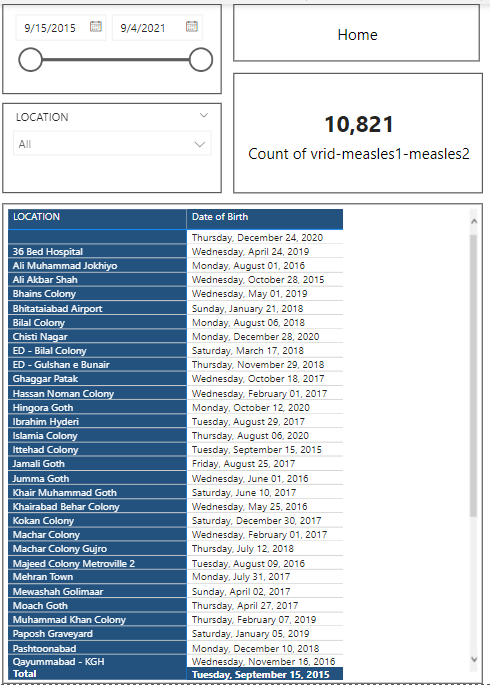 9/15/2015 9/4/2021
Home
LOCATION
All
10,821
Count of vrid-measles1-measles2
LOCATION Date of Birth
Thursday, December 24, 2020
36 Bed Hospital Wednesday, April 24, 2019
Ali Muhammad Jokhiyo Monday, August 01, 2016
Ali Akbar Shah Wednesday, October 28, 2015
Bhains Colony Wednesday, May 01, 2019
Bhitataiabad Airport Sunday, January 21, 2018
Bilal Colony Monday, August 06, 2018
Chisti Nagar Monday, December 28, 2020
ED - Bilal Colony Saturday, March 17, 2018
ED - Gulshan e Bunair Thursday, November 29, 2018
Ghaggar Patak Wednesday, October 18, 2017
Hassan Noman Colony Wednesday, February 01, 2017
Hingora Goth Monday, October 12, 2020
Ibrahim Hyderi Tuesday, August 29, 2017
Islamia Colony Thursday, August 06, 2020
Ittehad Colony Tuesday, September 15, 2015
Jamali Goth Friday, August 25, 2017
Jumma Goth Wednesday, June 01, 2016
Khair Muhammad Goth Saturday, June 10, 2017
Khairabad Behar Colony Wednesday, May 25, 2016
Kokan Colony Saturday, December 30, 2017
Machar Colony Wednesday, February 01, 2017
Machar Colony Gujro Thursday, July 12, 2018
Majeed Colony Metroville 2 Tuesday, August 09, 2016
Mehran Town Monday, July 31, 2017
Mewashah Golimaar Sunday, April 02, 2017
Moach Goth Thursday, April 27, 2017
Muhammad Khan Colony Thursday, February 07, 2019
Paposh Graveyard Saturday, January 05, 2019
Pashtoonabad Monday, December 10, 2018
Qayummabad - KGH Wednesday, November 16, 2016
Total Tuesday, September 15, 2015